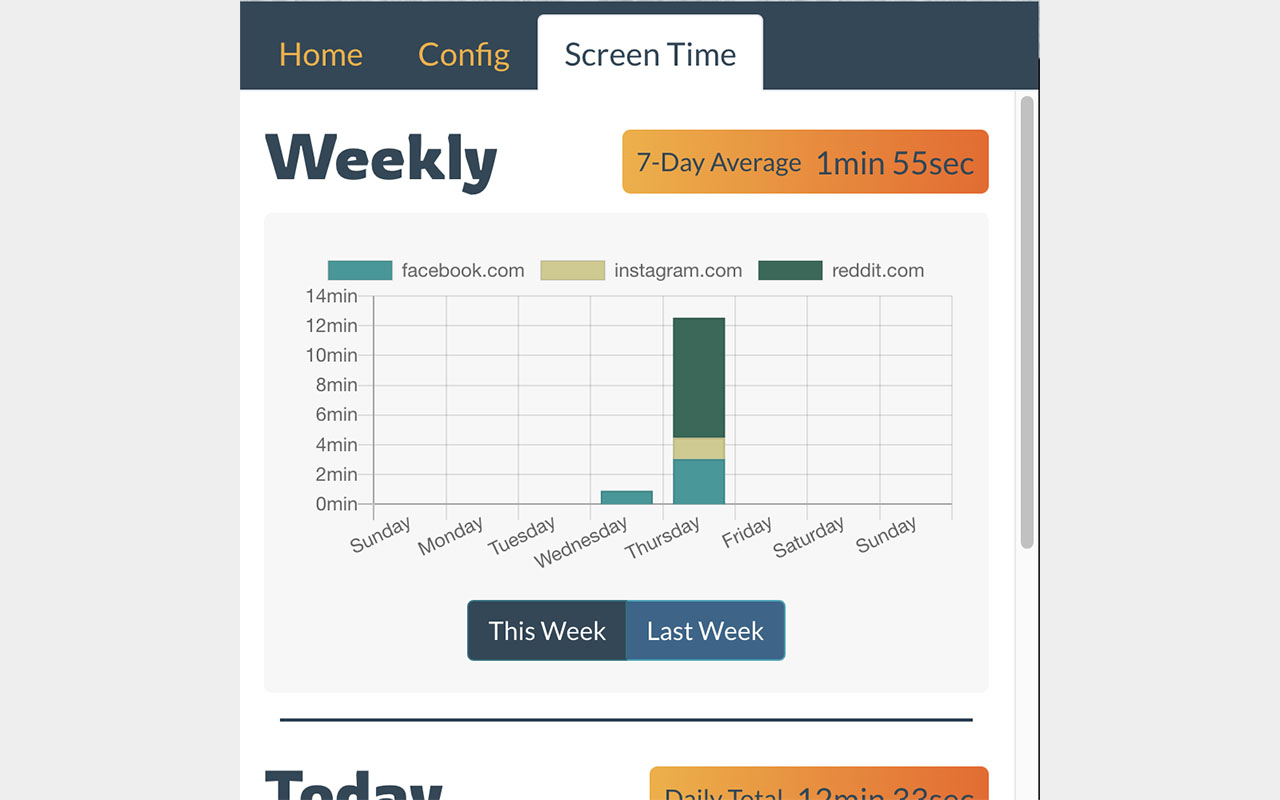 Home Config Screen Time
Weekly
7-Day Average 1min 55sec
facebook.com instagram.com reddit.com
14min
12min
10min
8min
6min
4min
2min
0min
Sunday Monday Tuesday Wednesday Thursday Friday Saturday Sunday
This Week Last Week
Today
Daily Total 12min 33sec